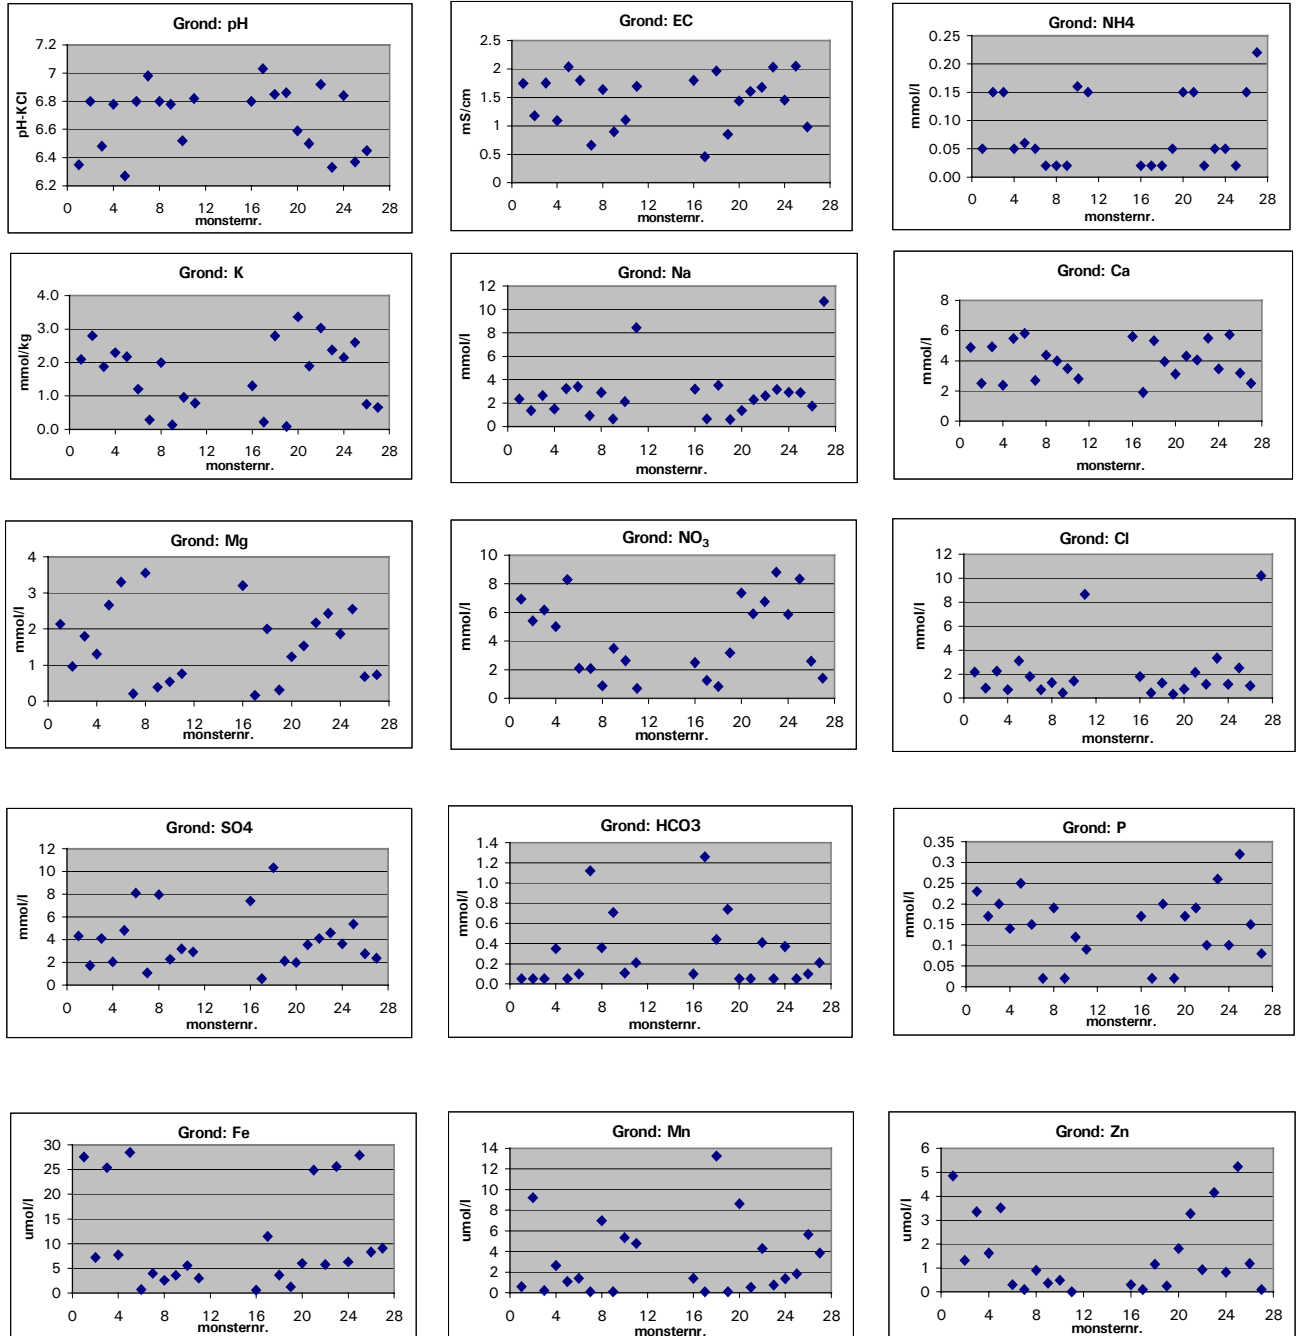 Grond: pH
7.2
7
6.8
6.6
6.4
6.2
pH-KCl
0 4 8 12 16 20 24 28
monsternr.
Grond: EC
2.5
2
1.5
1
0.5
0
mS/cm
0 4 8 12 16 20 24 28
monsternr.
Grond: NH4
0.25
0.20
0.15
0.10
0.05
0.00
mmol/l
0 4 8 12 16 20 24 28
monsternr.
Grond: K
4.0
3.0
2.0
1.0
0.0
mmol/kg
0 4 8 12 16 20 24 28
monsternr.
Grond: Na
12
10
8
6
4
2
0
mmol/l
0 4 8 12 16 20 24 28
monsternr.
Grond: Ca
8
6
4
2
0
mmol/l
0 4 8 12 16 20 24 28
monsternr.
Grond: Mg
4
3
2
1
0
mmol/l
0 4 8 12 16 20 24 28
monsternr.
Grond: NO3
10
8
6
4
2
0
mmol/l
0 4 8 12 16 20 24 28
monsternr.
Grond: Cl
12
10
8
6
4
2
0
mmol/l
0 4 8 12 16 20 24 28
monsternr.
Grond: SO4
12
10
8
6
4
2
0
mmol/l
0 4 8 12 16 20 24 28
monsternr.
Grond: HCO3
1.4
1.2
1.0
0.8
0.6
0.4
0.2
0.0
mmol/l
0 4 8 12 16 20 24 28
monsternr.
Grond: P
0.35
0.3
0.25
0.2
0.15
0.1
0.05
0
mmol/l
0 4 8 12 16 20 24 28
monsternr.
Grond: Fe
30
25
20
15
10
5
0
umol/l
0 4 8 12 16 20 24 28
monsternr.
Grond: Mn
14
12
10
8
6
4
2
0
umol/l
0 4 8 12 16 20 24 28
monsternr.
Grond: Zn
6
5
4
3
2
1
0
umol/l
0 4 8 12 16 20 24 28
monsternr.